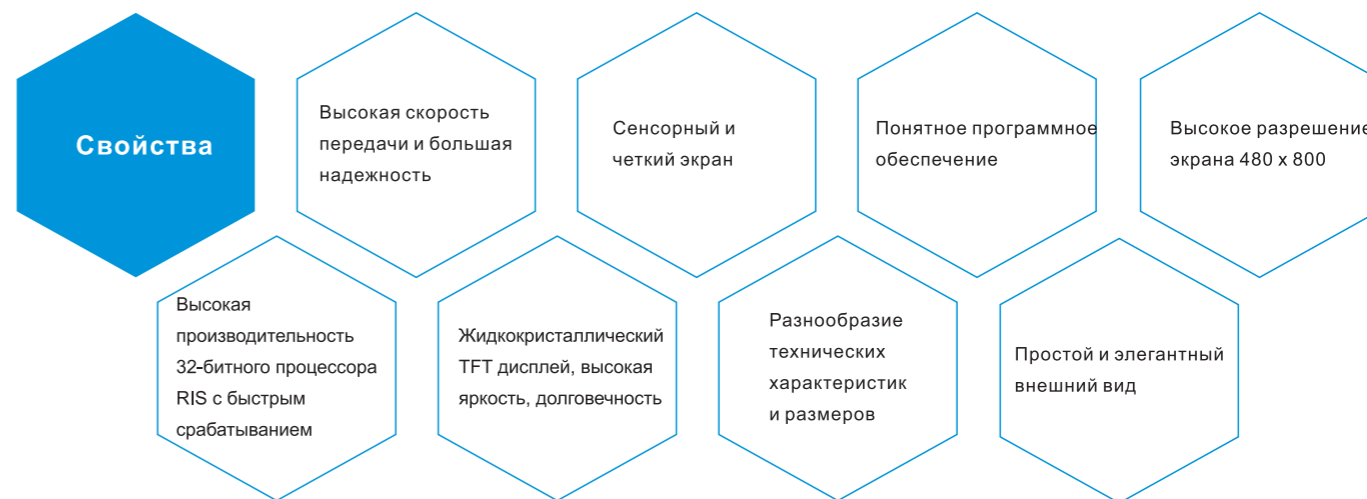 Свойства
Высокая скорость
передачи и большая
надежность
Сенсорный и
четкий экран
Понятное программное
обеспечение
Высокое разрешение
экрана 480 x 800
Высокая
производительность
32-битного процессора
RIS с быстрым
срабатыванием
Жидкокристаллический
TFT дисплей, высокая
яркость, долговечность
Разнообразие
технических
характеристик
и размеров
Простой и элегантный
внешний вид